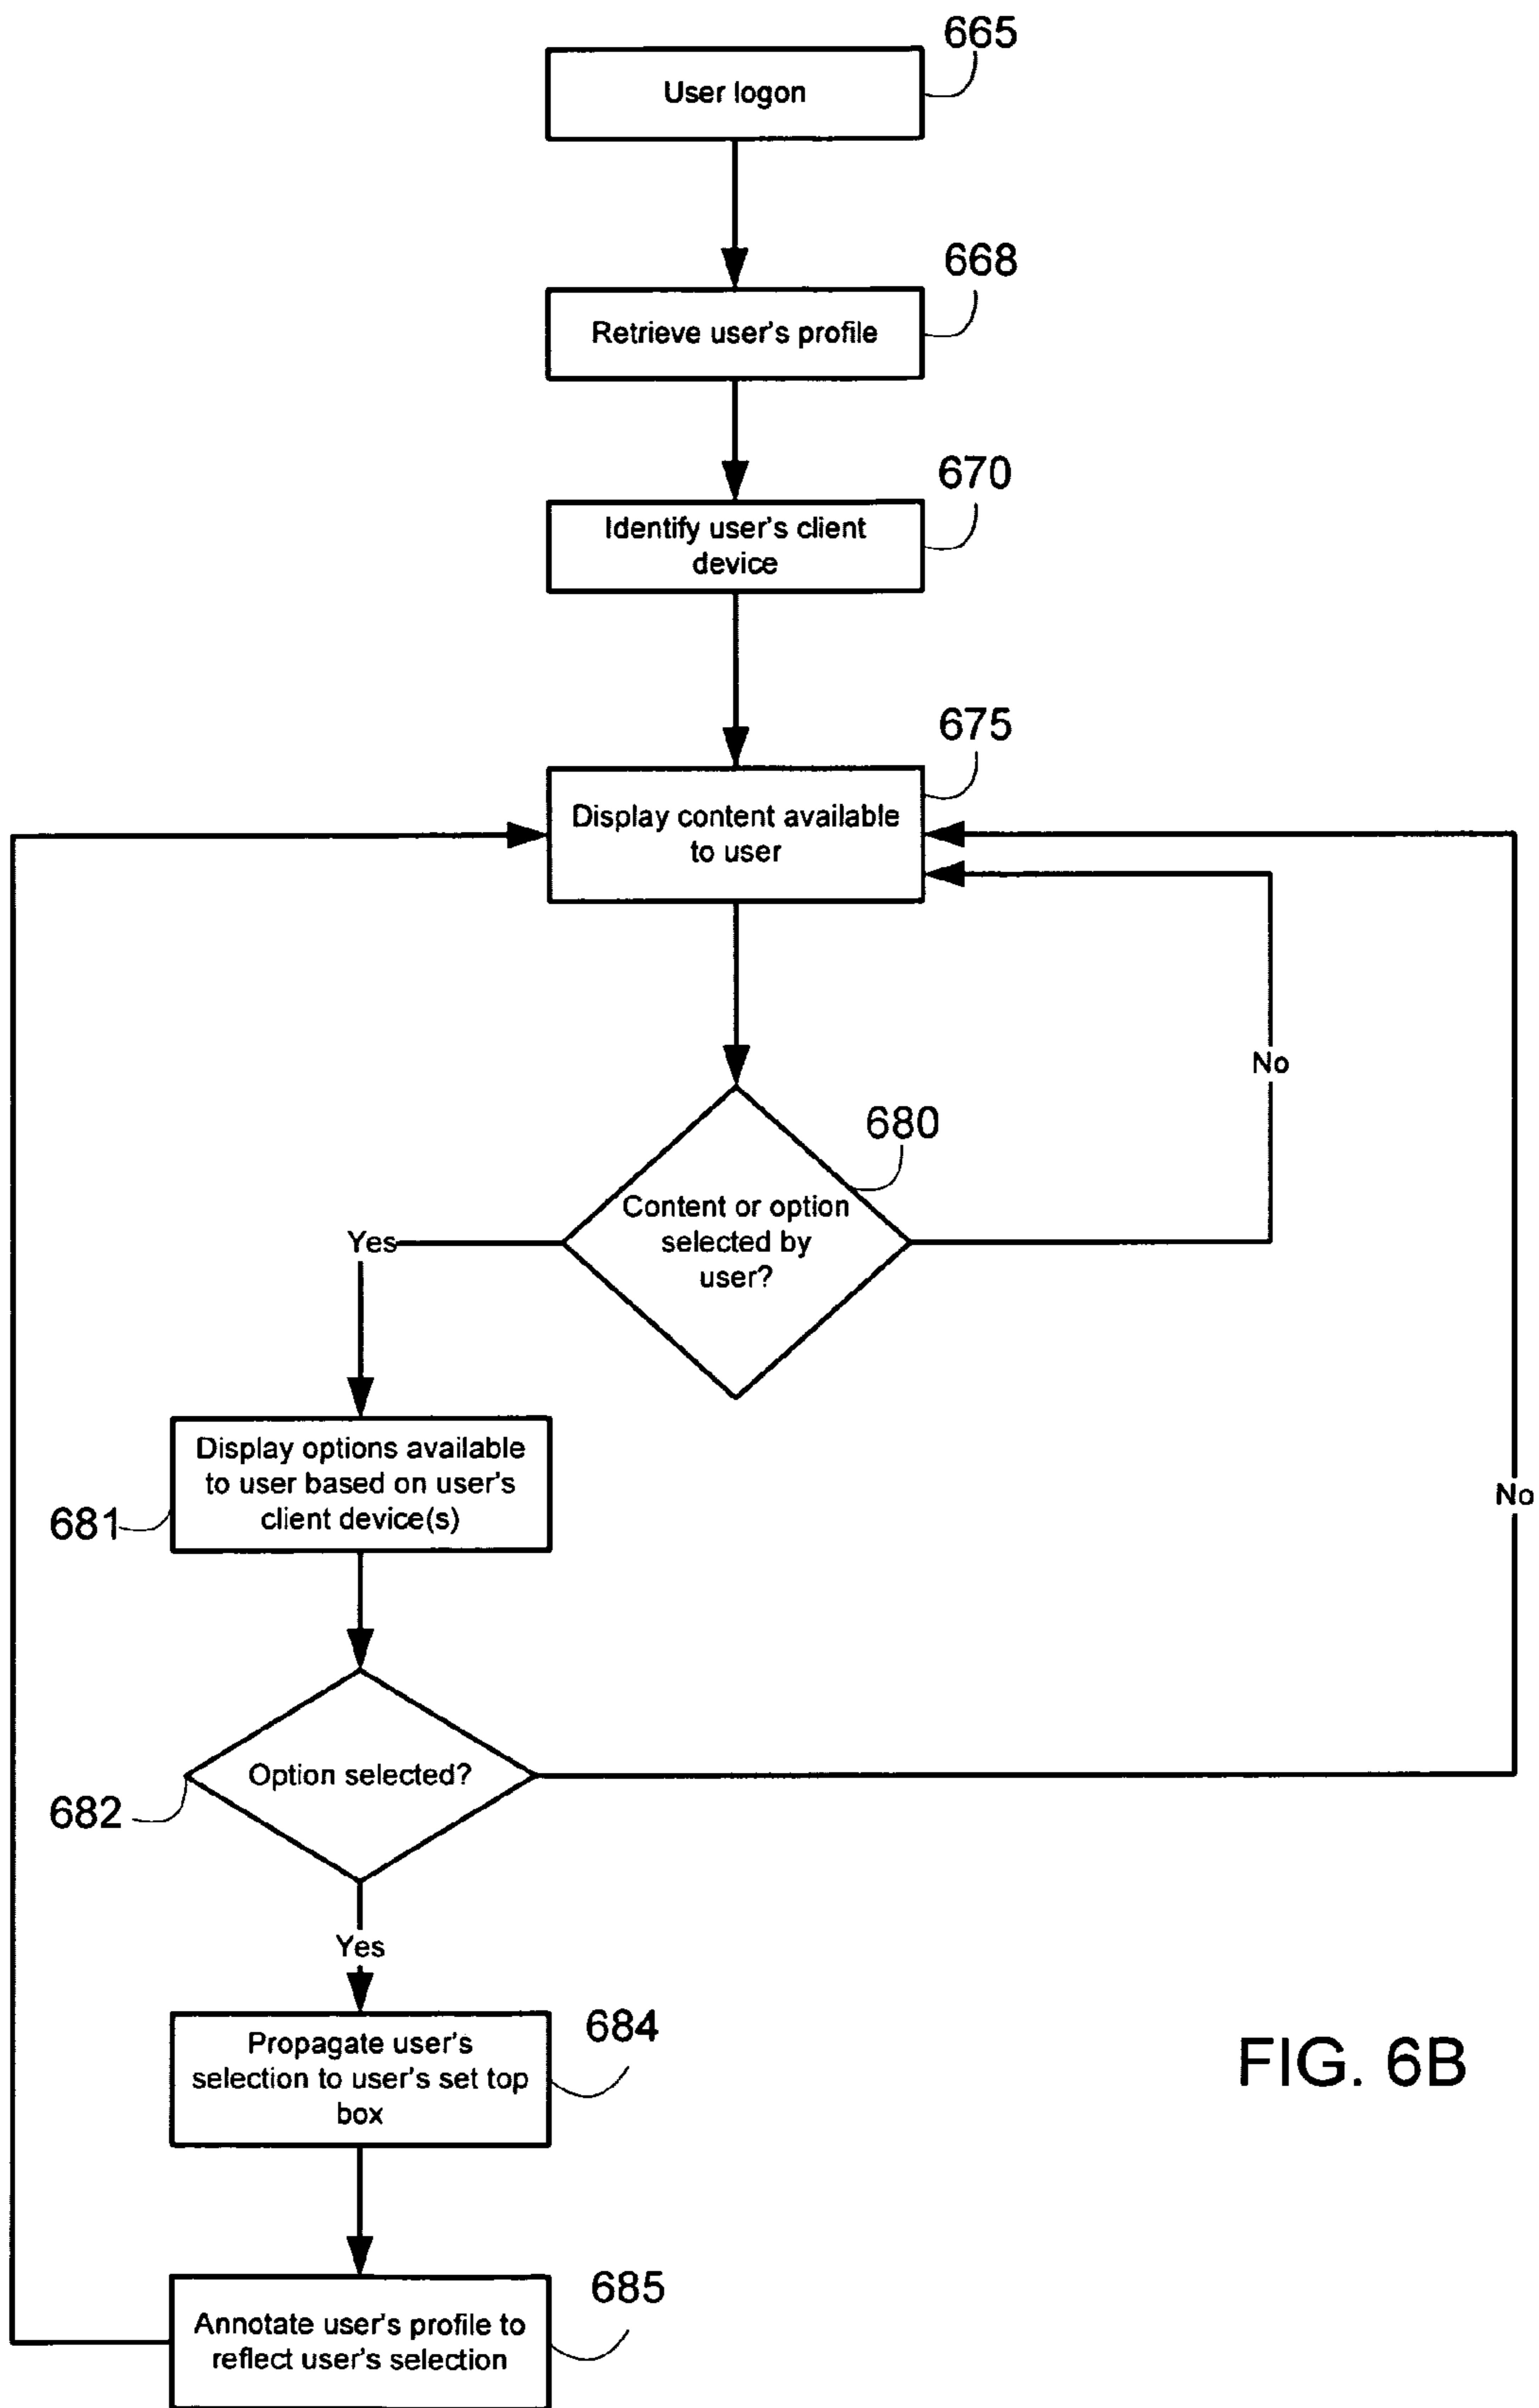 665
User logon
668
Retrieve user's profile
670
Identify user's client
device
675
Display content available
to user
No
680
Content or option
selected by
user?
Yes
Display options available
to user based on user's
client device(s)
681
No
Option selected?
682
Yes
684
Propagate user's
selection to user's set top
box
FIG. 6B
685
Annotate user's profile to
reflect user's selection